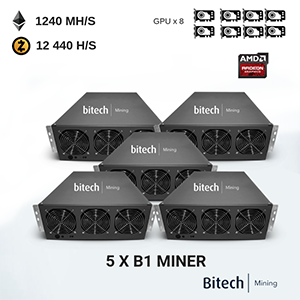 1240 MH/S
GPU x 8
12 440 H/S
AMD
RADEON
GRAPHICS
bitech | Mining
bitech | Mining
bitech | Mining
bitech | Mining
bitech | Mining
5 X B1 MINER
Bitech | Mining